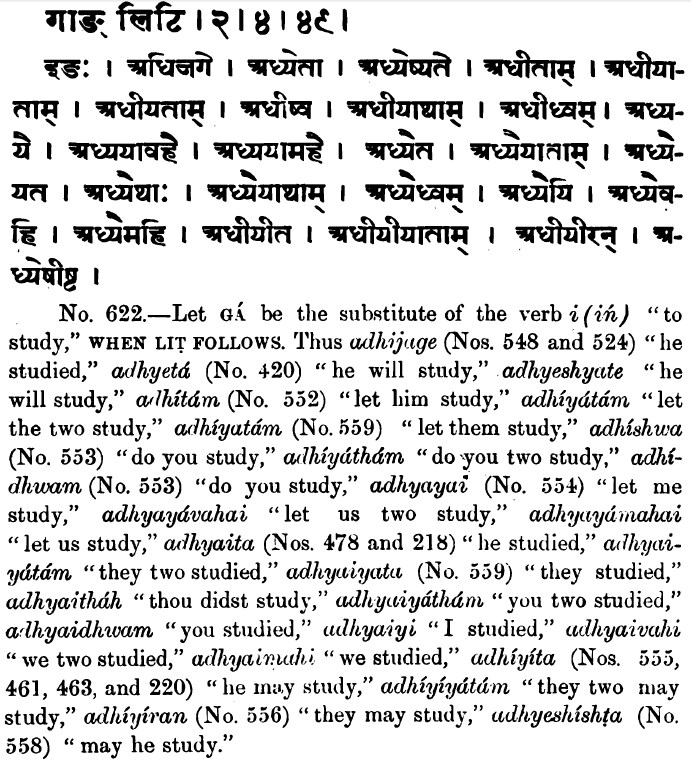 गाङ् लिटि । २ । ४ । ४९ ।
इङः । अधिजगे । अध्येता । अध्येष्यते । अधीताम् । अधीया-
ताम् । अधीयताम् । अधीष्व । अधीयाथाम् । अधीध्वम् । अध्य-
यै । अध्ययावहै । अध्ययामहै । अध्यैत । अध्यैयाताम् । अध्यै-
यत । अध्यैथाः । अध्यैयाथाम् । अध्यैध्वम् । अध्यैयि । अध्यैव-
हि । अध्यैमहि । अधीयीत । अधीयीयाताम् । अधीयीरन् । अ-
ध्येषीष्ट ।
No. 622.—Let GÁ be the substitute of the verb i (iń) “to
study,” WHEN LIT FOLLOWS. Thus adhijage (Nos. 548 and 524) “he
studied,” adhyetá (No. 420) “he will study,” adhyeshyate “he
will study,” adhítám (No. 552) “let him study,” adhíyátám “let
the two study,” adhíyatám (No. 559) “let them study,” adhíshwa
(No. 553) “do you study,” adhíyáthám “do you two study,” adhí-
dhwam (No. 553) “do you study,” adhyayai (No. 554) “let me
study,” adhyayávahai “let us two study,” adhyayámahai
“let us study,” adhyaita (Nos. 478 and 218) “he studied,” adhyai-
yátám “they two studied,” adhyaiyata (No. 559) “they studied,”
adhyaitháh “thou didst study,” adhyaiyáthám “you two studied,”
adhyaidhwam “you studied,” adhyaiyi “I studied,” adhyaivahi
“we two studied,” adhyaimahi “we studied,” adhíyíta (Nos. 555,
461, 463, and 220) “he may study,” adhíyíyátám “they two may
study,” adhíyíran (No. 556) “they may study,” adhyeshíshṭa (No.
558) “may he study.”